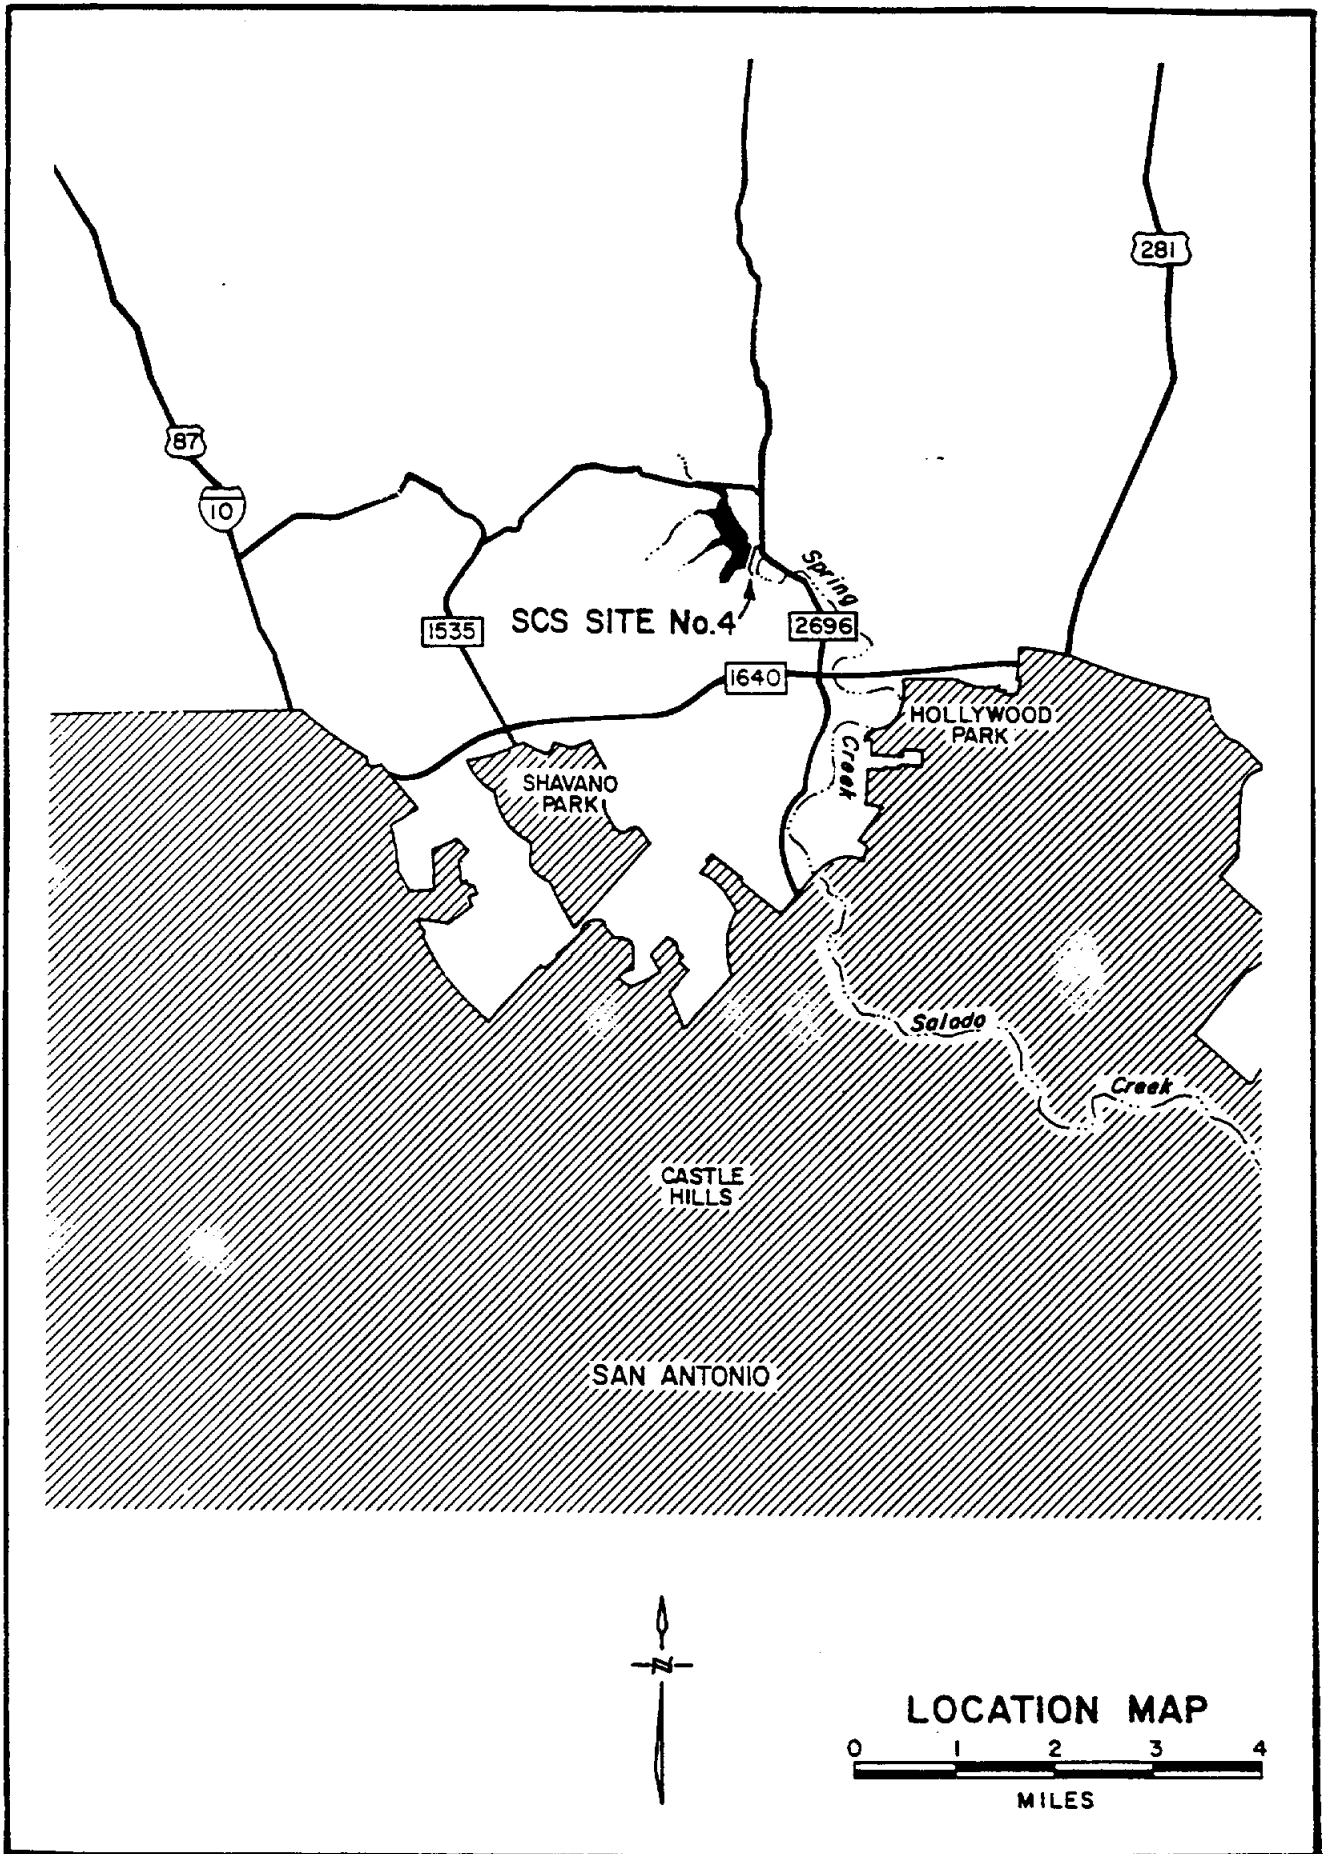 281
87
10
Spring
SCS SITE No.4
1535
2696
1640
HOLLYWOOD
PARK
Creek
SHAVANO
PARK
Salado
Creek
CASTLE
HILLS
SAN ANTONIO
N
LOCATION MAP
0 1 2 3 4
MILES